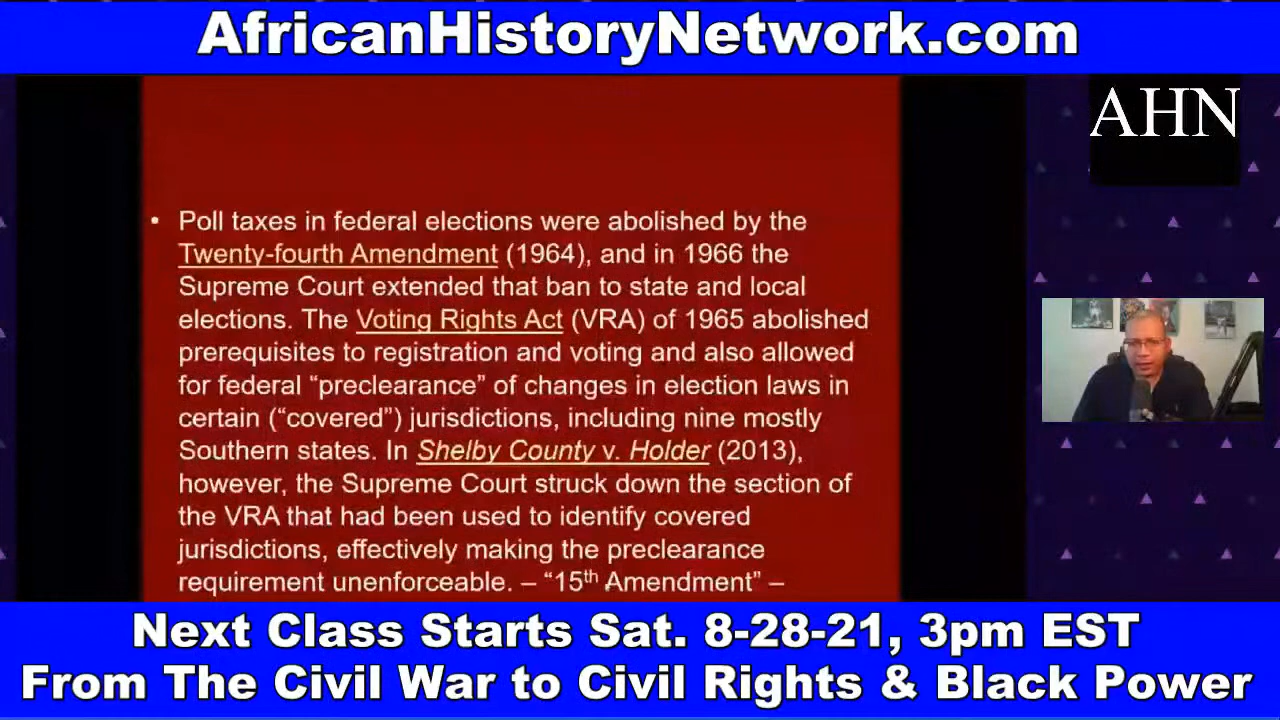 AfricanHistoryNetwork.com
AHN
• Poll taxes in federal elections were abolished by the
Twenty-fourth Amendment (1964), and in 1966 the
Supreme Court extended that ban to state and local
elections. The Voting Rights Act (VRA) of 1965 abolished
prerequisites to registration and voting and also allowed
for federal “preclearance” of changes in election laws in
certain (“covered”) jurisdictions, including nine mostly
Southern states. In Shelby County v. Holder (2013),
however, the Supreme Court struck down the section of
the VRA that had been used to identify covered
jurisdictions, effectively making the preclearance
requirement unenforceable. – “15th Amendment” –
Next Class Starts Sat. 8-28-21, 3pm EST
From The Civil War to Civil Rights & Black Power